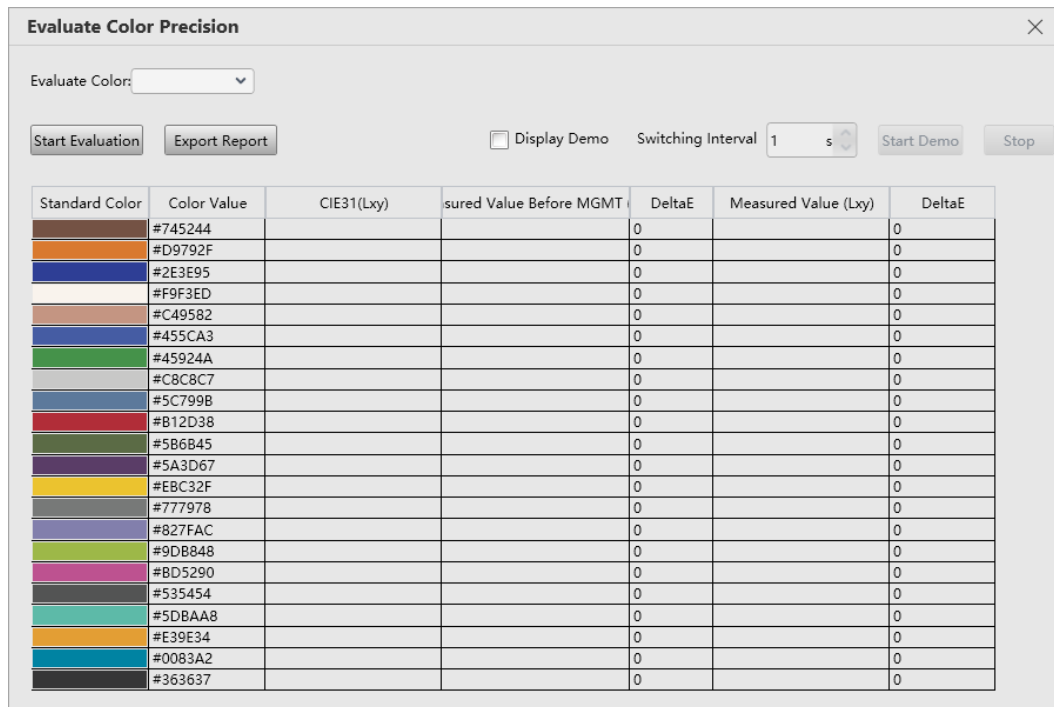 Evaluate Color Precision
Evaluate Color:
Start Evaluation Export Report Display Demo Switching Interval 1 s Start Demo Stop
Standard Color Color Value CIE31(Lxy) sured Value Before MGMT ( DeltaE Measured Value (Lxy) DeltaE
#745244 0 0
#D9792F 0 0
#2E3E95 0 0
#F9F3ED 0 0
#C49582 0 0
#455CA3 0 0
#45924A 0 0
#C8C8C7 0 0
#5C799B 0 0
#B12D38 0 0
#5B6B45 0 0
#5A3D67 0 0
#EBC32F 0 0
#777978 0 0
#827FAC 0 0
#9DB848 0 0
#BD5290 0 0
#535454 0 0
#5DBAA8 0 0
#E39E34 0 0
#0083A2 0 0
#363637 0 0